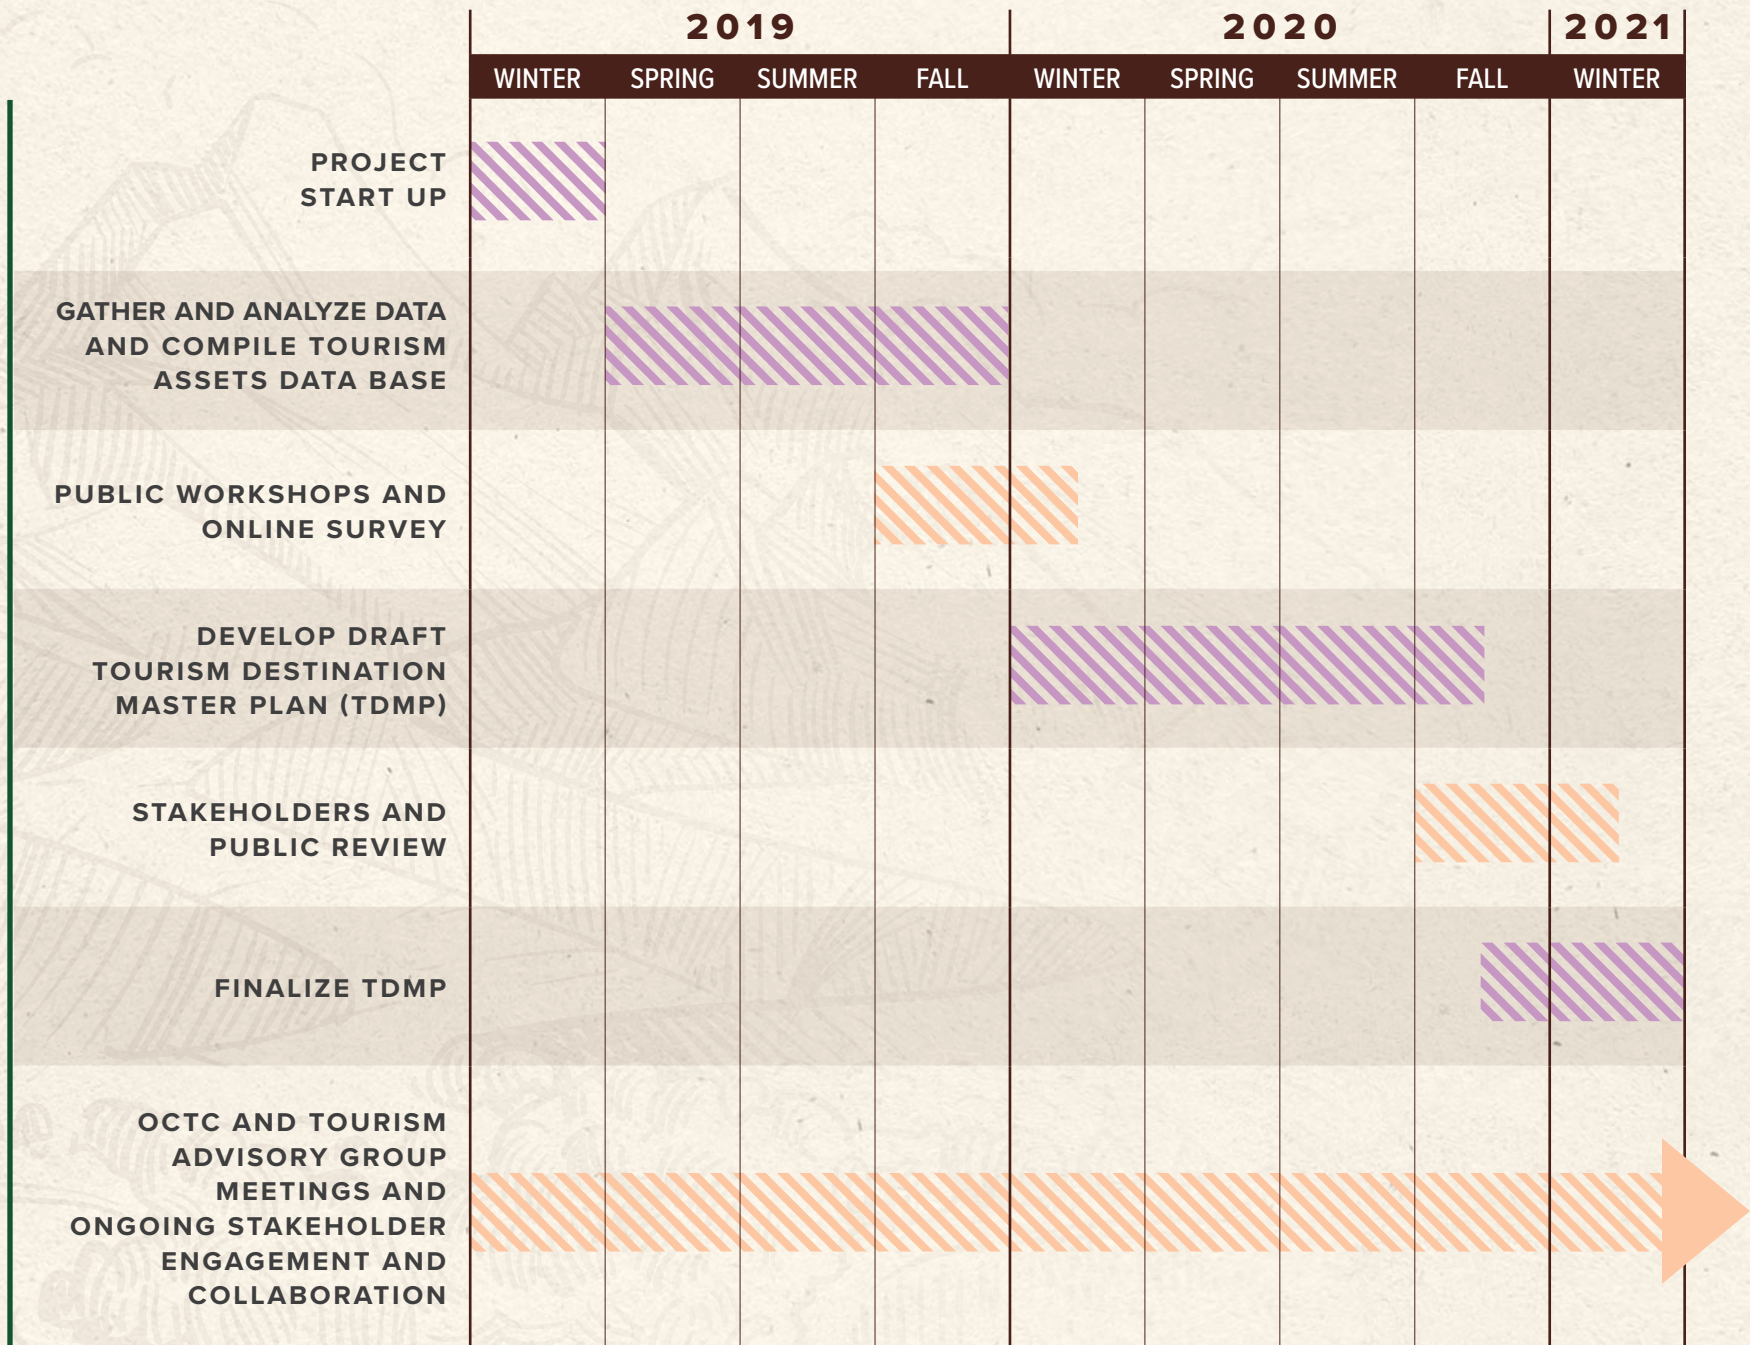 2019 2020 2021
WINTER SPRING SUMMER FALL WINTER SPRING SUMMER FALL WINTER
PROJECT
START UP
GATHER AND ANALYZE DATA
AND COMPILE TOURISM
ASSETS DATA BASE
PUBLIC WORKSHOPS AND
ONLINE SURVEY
DEVELOP DRAFT
TOURISM DESTINATION
MASTER PLAN (TDMP)
STAKEHOLDERS AND
PUBLIC REVIEW
FINALIZE TDMP
OCTC AND TOURISM
ADVISORY GROUP
MEETINGS AND
ONGOING STAKEHOLDER
ENGAGEMENT AND
COLLABORATION